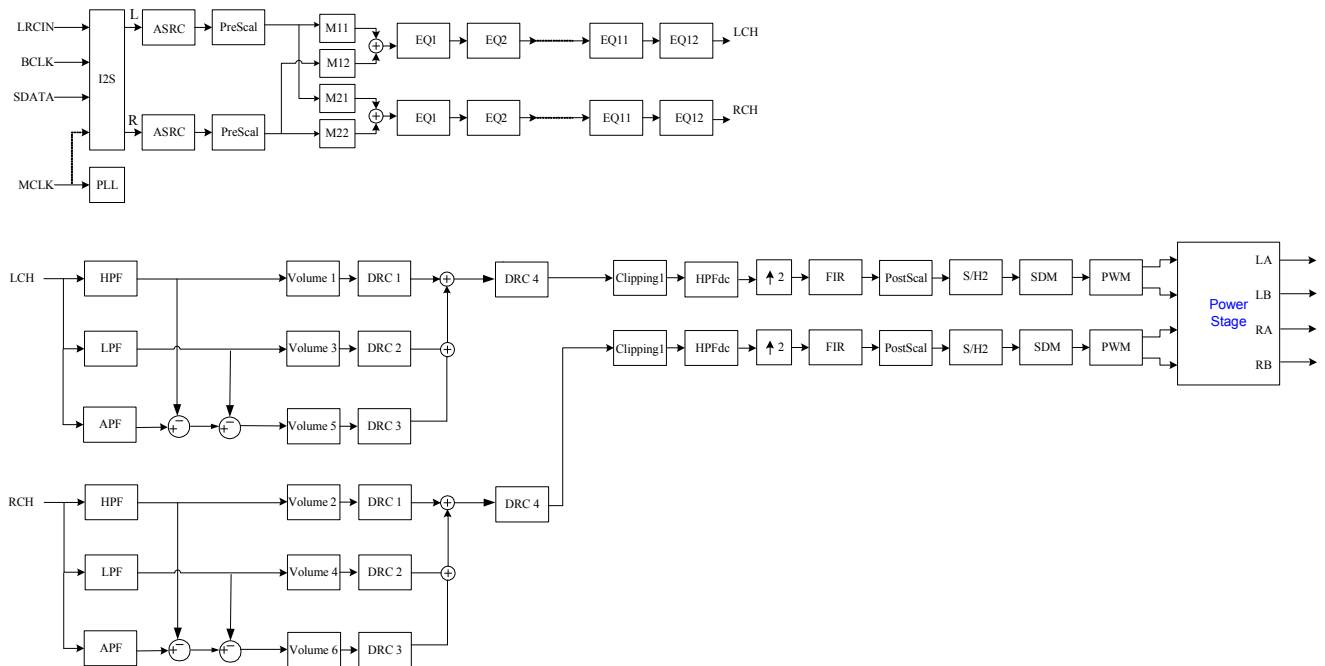 LRCIN
BCLK
SDATA
MCLK
I2S
PLL
L
ASRC
PreScal
M11
+
EQ1
EQ2
EQ11
EQ12
LCH
M12
M21
R
ASRC
PreScal
M22
+
EQ1
EQ2
EQ11
EQ12
RCH
LCH
HPF
Volume 1
DRC 1
+
DRC 4
Clipping1
HPFdc
↑ 2
FIR
PostScal
S/H2
SDM
PWM
LPF
Volume 3
DRC 2
+
Clipping1
HPFdc
↑ 2
FIR
PostScal
S/H2
SDM
PWM
Power
Stage
LA
LB
RA
RB
APF
+ −
+ −
Volume 5
DRC 3
RCH
HPF
Volume 2
DRC 1
+
DRC 4
LPF
Volume 4
DRC 2
+
APF
+ −
+ −
Volume 6
DRC 3